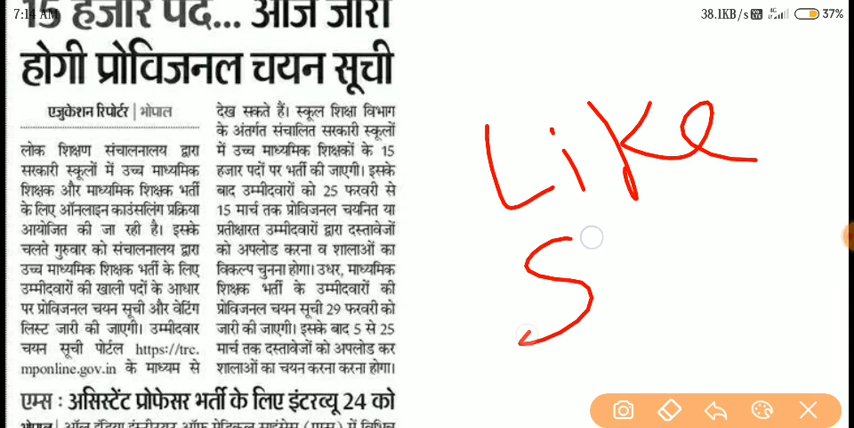 7:14 AM
38.1KB/s
4G
37%
15 हजार पद... आज जारी
होगी प्रोविजनल चयन सूची
एजुकेशन रिपोर्टर | भोपाल
लोक शिक्षण संचालनालय द्वारा
सरकारी स्कूलों में उच्च माध्यमिक
शिक्षक और माध्यमिक शिक्षक भर्ती
के लिए ऑनलाइन काउंसलिंग प्रक्रिया
आयोजित की जा रही है। इसके
चलते गुरुवार को संचालनालय द्वारा
उच्च माध्यमिक शिक्षक भर्ती के लिए
उम्मीदवारों की खाली पदों के आधार
पर प्रोविजनल चयन सूची और वेटिंग
लिस्ट जारी की जाएगी। उम्मीदवार
चयन सूची पोर्टल https://trc.
mponline.gov.in के माध्यम से
देख सकते हैं। स्कूल शिक्षा विभाग
के अंतर्गत संचालित सरकारी स्कूलों
में उच्च माध्यमिक शिक्षकों के 15
हजार पदों पर भर्ती की जाएगी। इसके
बाद उम्मीदवारों को 25 फरवरी से
15 मार्च तक प्रोविजनल चयनित या
प्रतीक्षारत उम्मीदवारों द्वारा दस्तावेजों
को अपलोड करना व शालाओं का
विकल्प चुनना होगा। उधर, माध्यमिक
शिक्षक भर्ती के उम्मीदवारों की
प्रोविजनल चयन सूची 29 फरवरी को
जारी की जाएगी। इसके बाद 5 से 25
मार्च तक दस्तावेजों को अपलोड कर
शालाओं का चयन करना करना होगा।
एम्स : असिस्टेंट प्रोफेसर भर्ती के लिए इंटरव्यू 24 को
Like
S